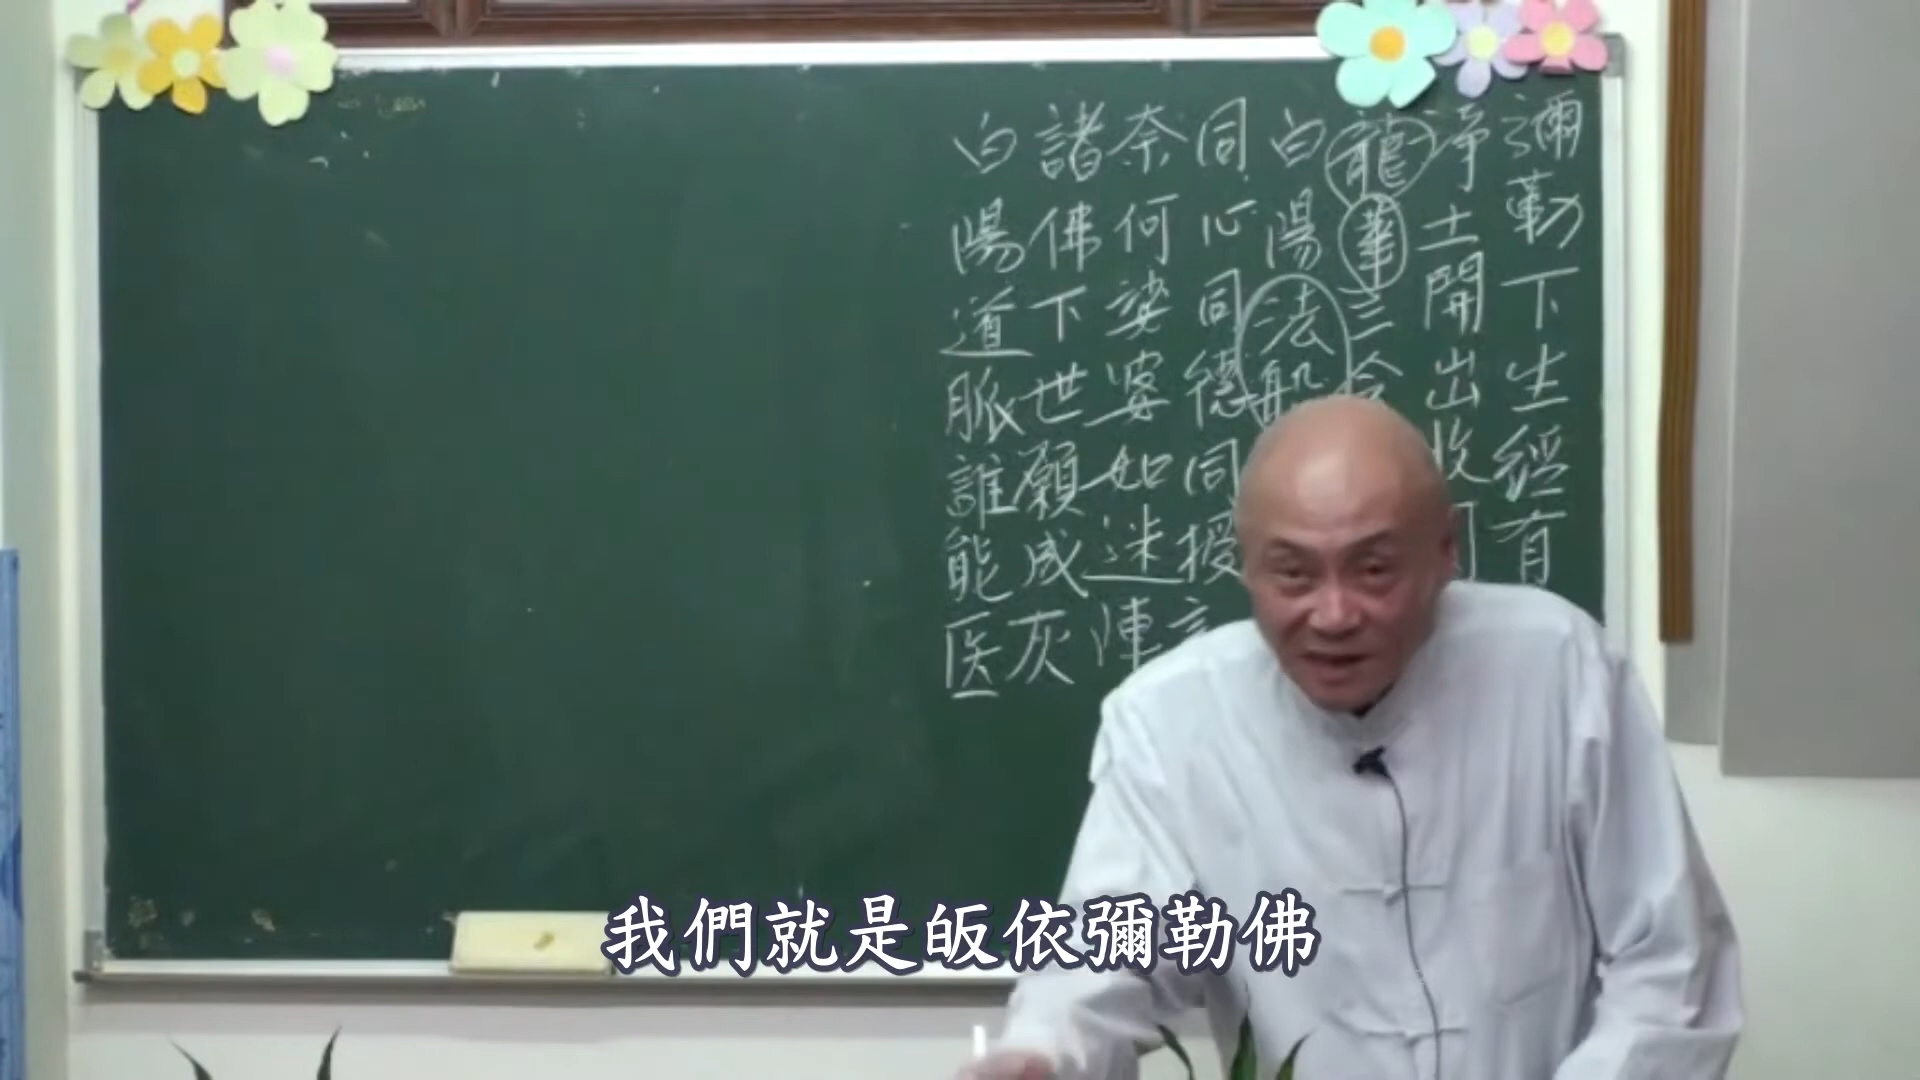 彌勒下生經有
淨土開出收
龍華三會
白陽法船
同心同德同授記
奈何娑婆如迷陣
諸佛下世願成灰
白陽道脈誰能医
我們就是皈依彌勒佛